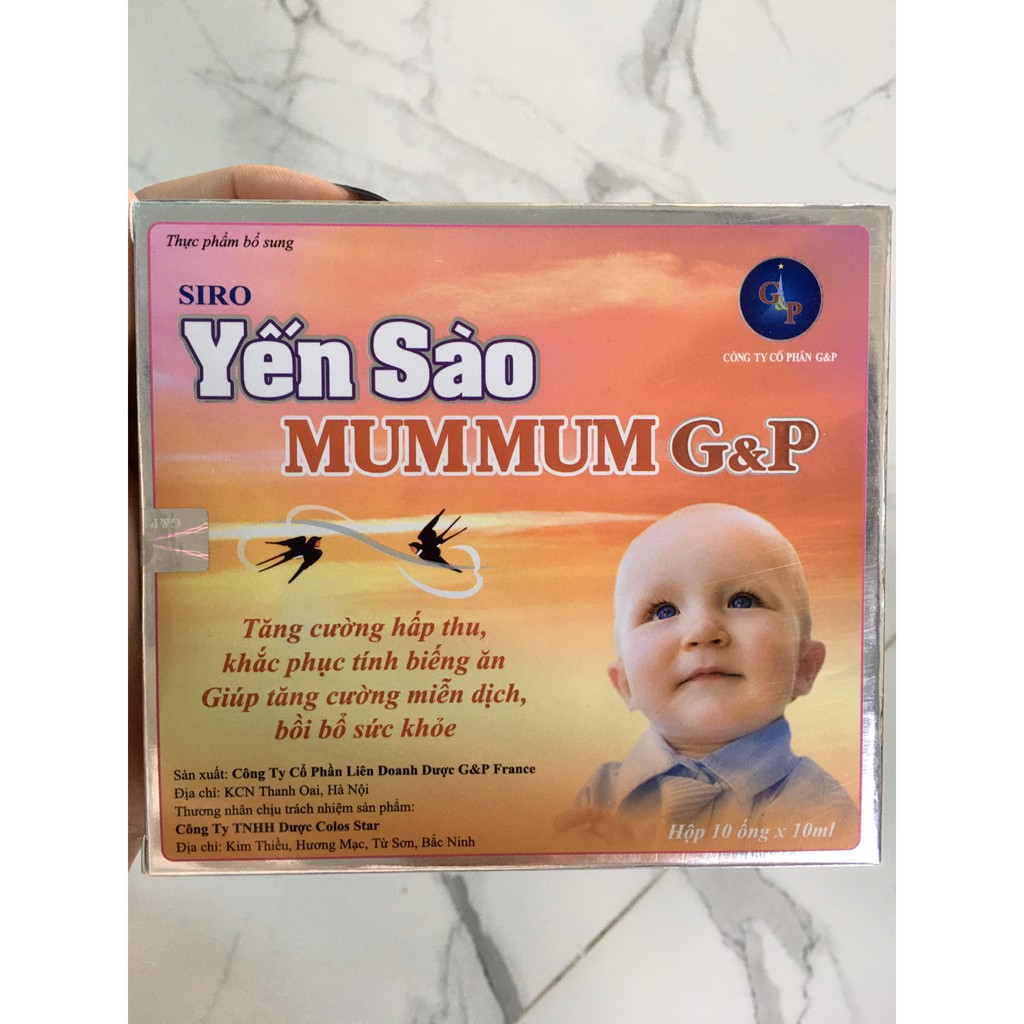 Thực phẩm bổ sung
SIRO
Yến Sào
MUMMUM G&P
G&P
CÔNG TY CỔ PHẦN G&P
G&P
Tăng cường hấp thu,
khắc phục tính biếng ăn
Giúp tăng cường miễn dịch,
bồi bổ sức khỏe
Sản xuất: Công Ty Cổ Phần Liên Doanh Dược G&P France
Địa chỉ: KCN Thanh Oai, Hà Nội
Thương nhân chịu trách nhiệm sản phẩm:
Công Ty TNHH Dược Colos Star
Địa chỉ: Kim Thiều, Hương Mạc, Từ Sơn, Bắc Ninh
Hộp 10 ống x 10ml